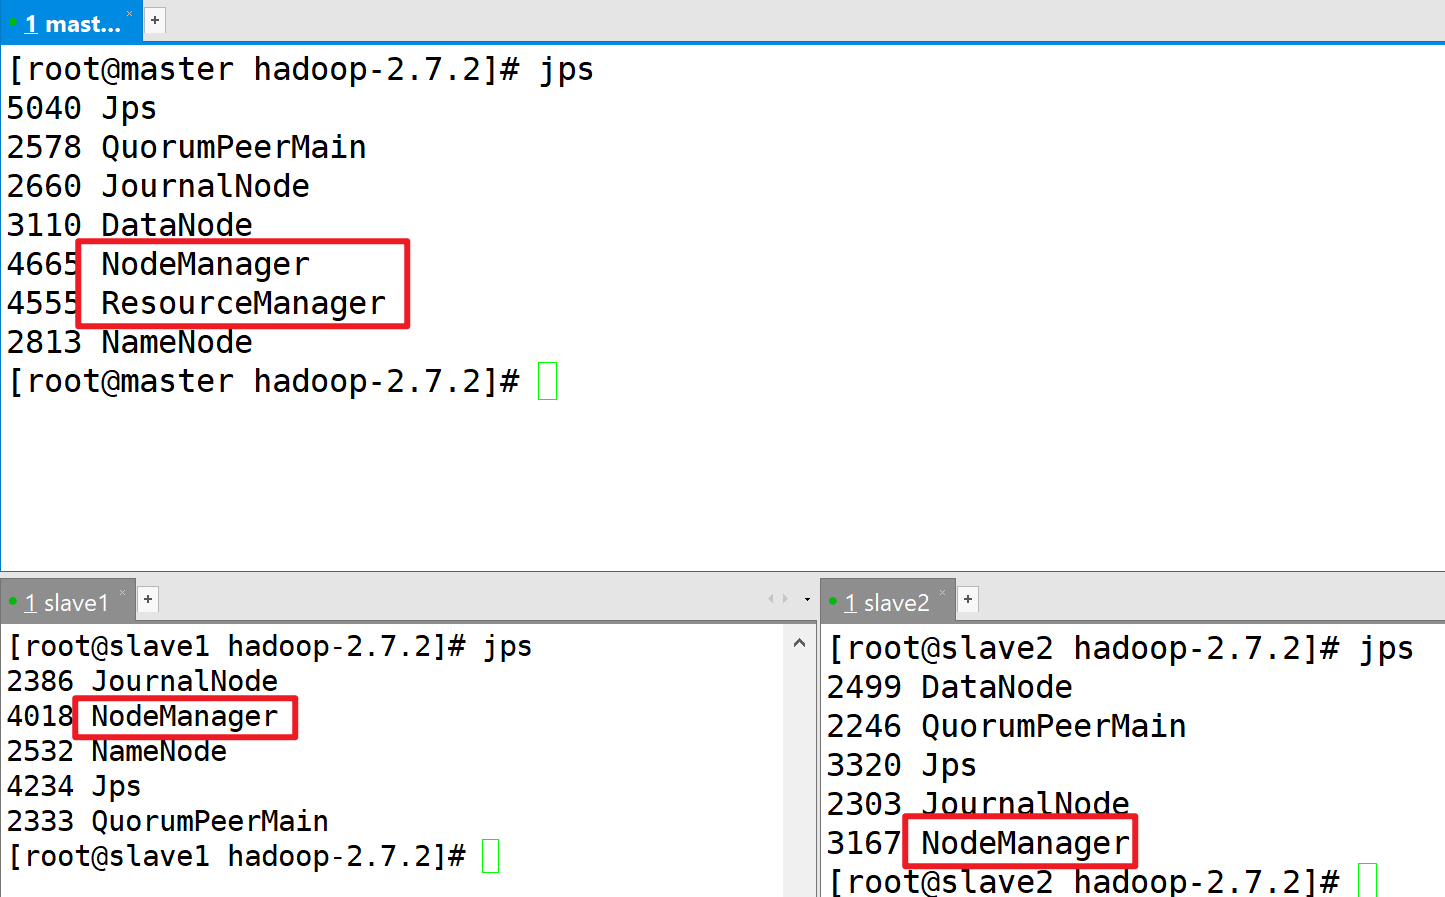 1 mast... × +
[root@master hadoop-2.7.2]# jps
5040 Jps
2578 QuorumPeerMain
2660 JournalNode
3110 DataNode
4665 NodeManager
4555 ResourceManager
2813 NameNode
[root@master hadoop-2.7.2]#
1 slave1 × +
[root@slave1 hadoop-2.7.2]# jps
2386 JournalNode
4018 NodeManager
2532 NameNode
4234 Jps
2333 QuorumPeerMain
[root@slave1 hadoop-2.7.2]#
1 slave2 × +
[root@slave2 hadoop-2.7.2]# jps
2499 DataNode
2246 QuorumPeerMain
3320 Jps
2303 JournalNode
3167 NodeManager
[root@slave2 hadoop-2.7.2]#